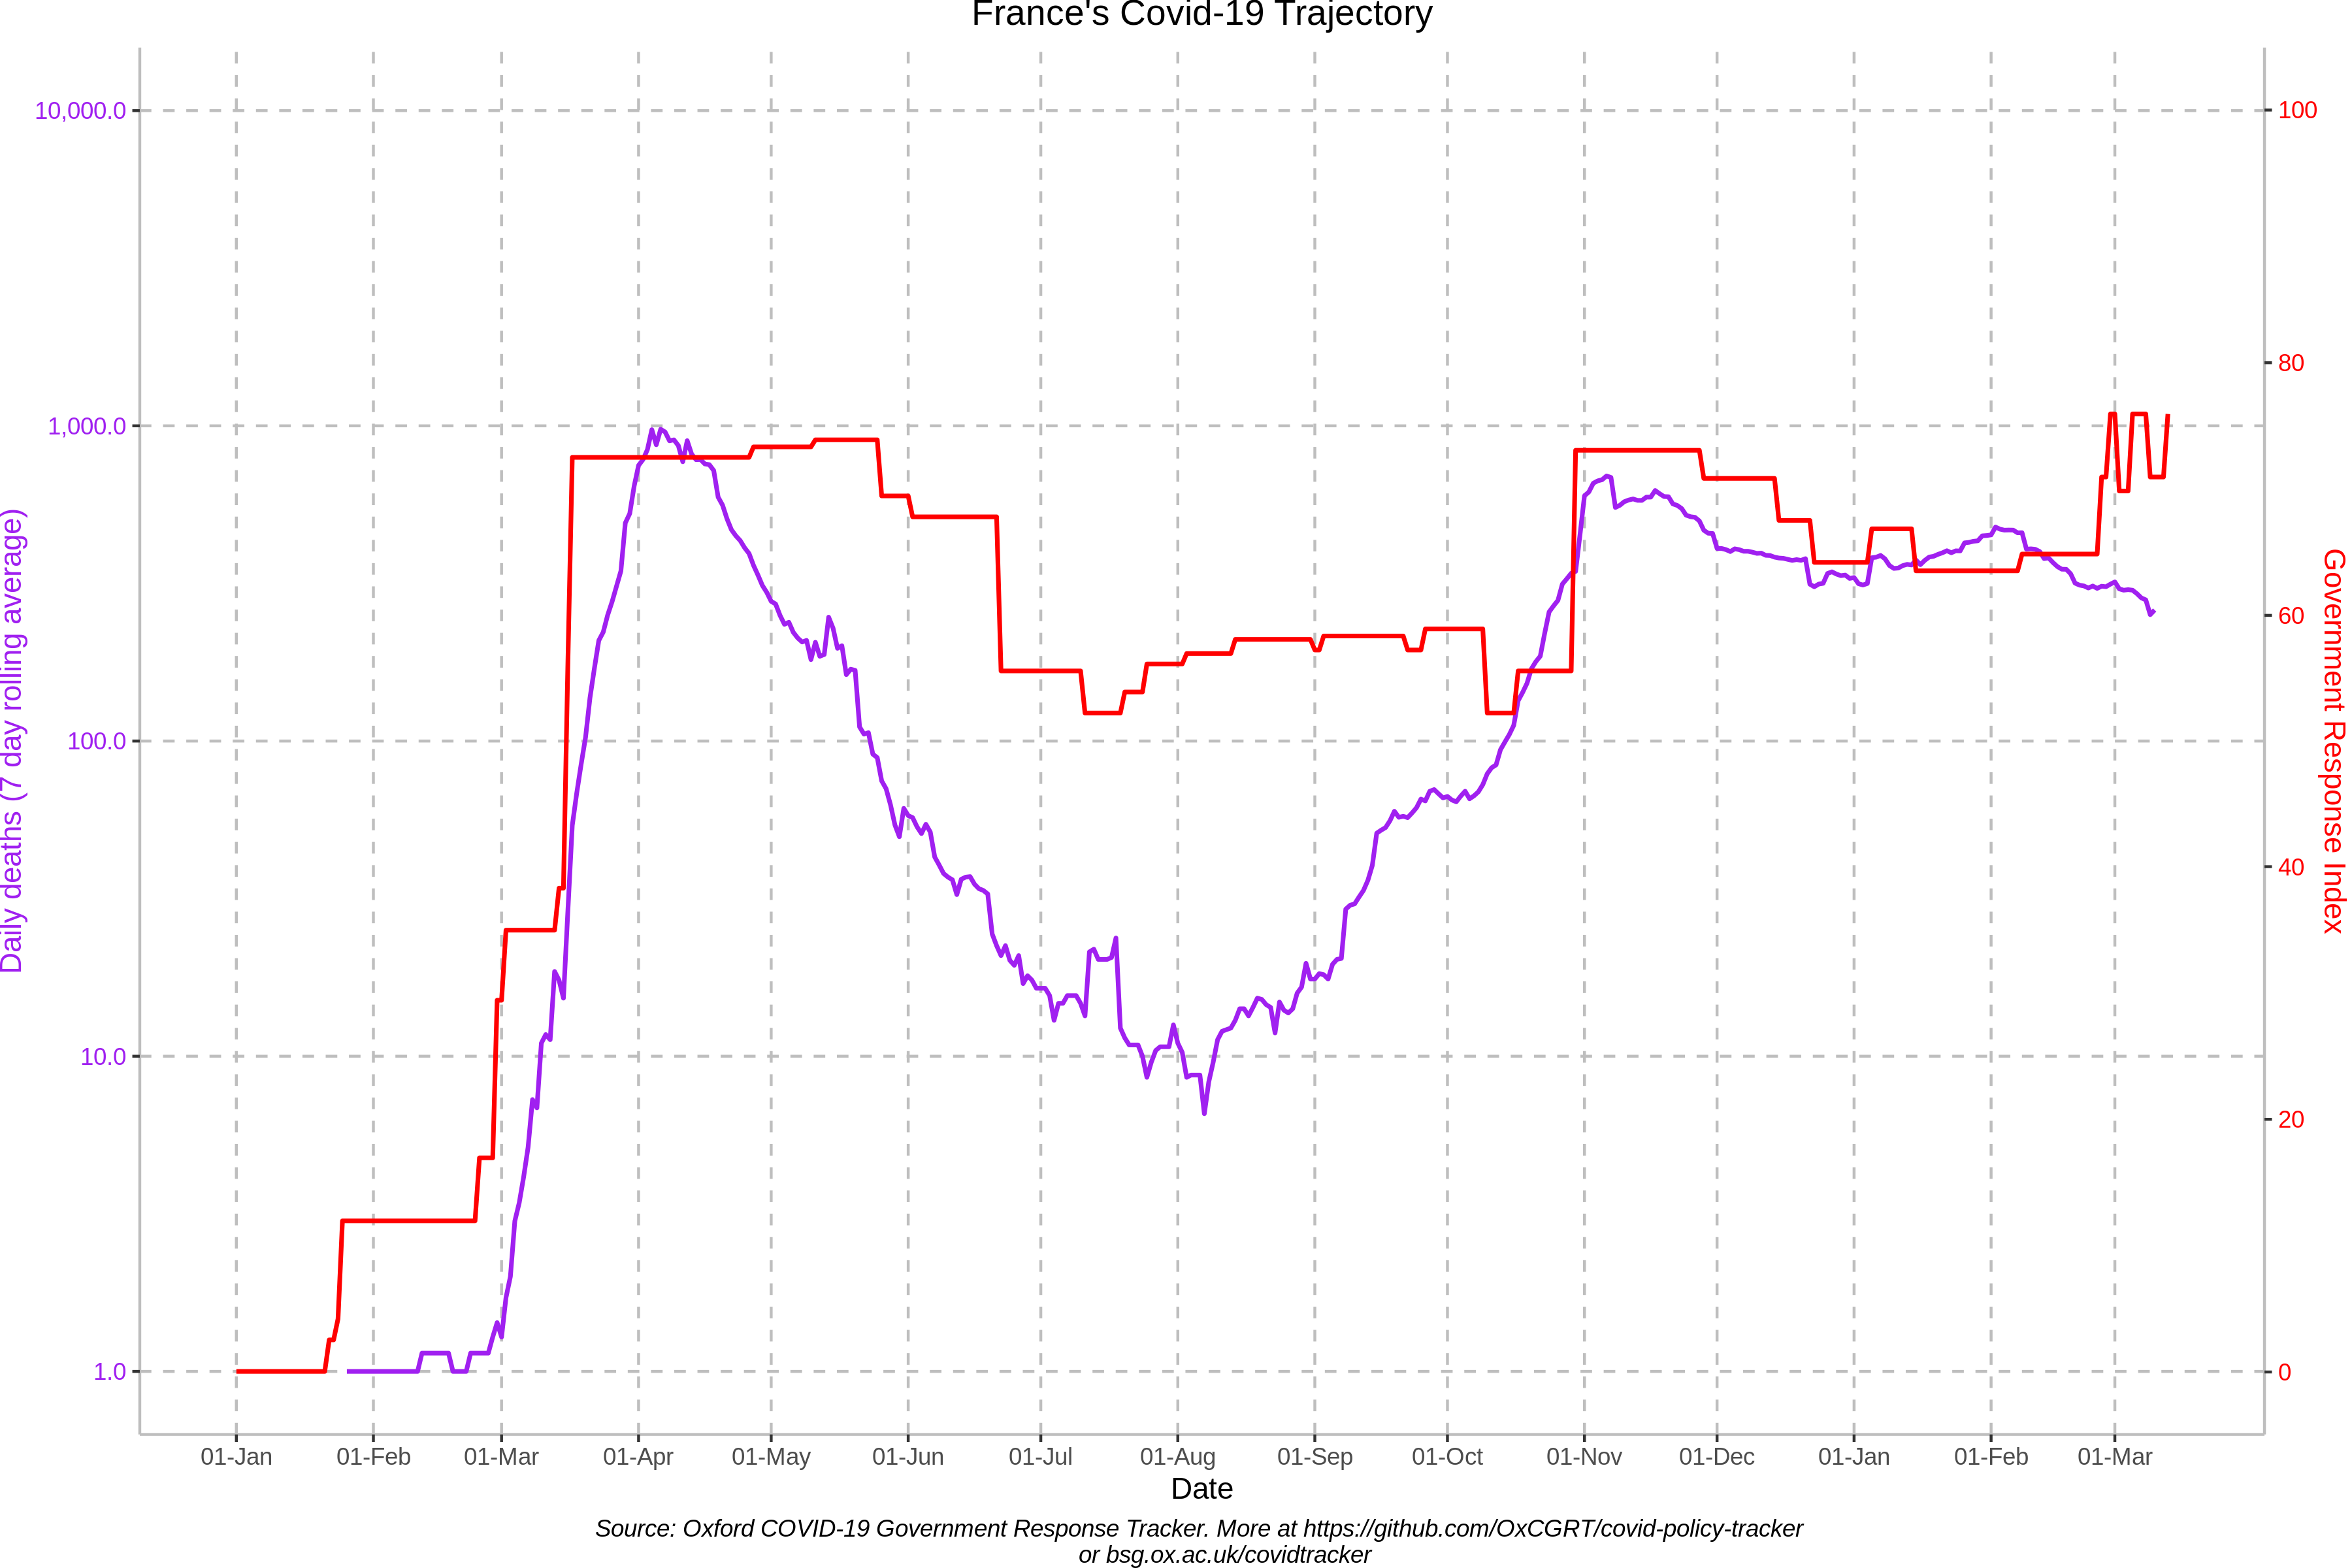 France's Covid-19 Trajectory
10,000.0
1,000.0
100.0
10.0
1.0
Daily deaths (7 day rolling average)
100
80
60
40
20
0
Government Response Index
01-Jan 01-Feb 01-Mar 01-Apr 01-May 01-Jun 01-Jul 01-Aug 01-Sep 01-Oct 01-Nov 01-Dec 01-Jan 01-Feb 01-Mar
Date
Source: Oxford COVID-19 Government Response Tracker. More at https://github.com/OxCGRT/covid-policy-tracker
or bsg.ox.ac.uk/covidtracker